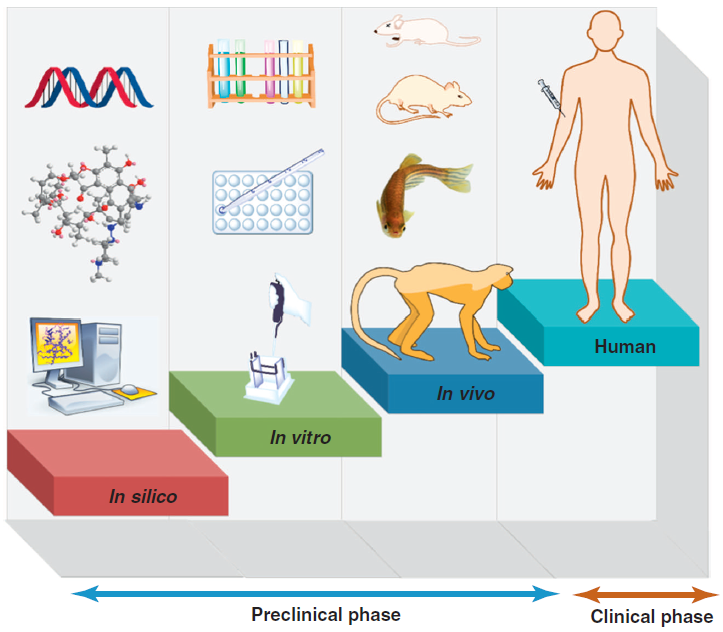 Human
In vivo
In vitro
In silico
Preclinical phase
Clinical phase